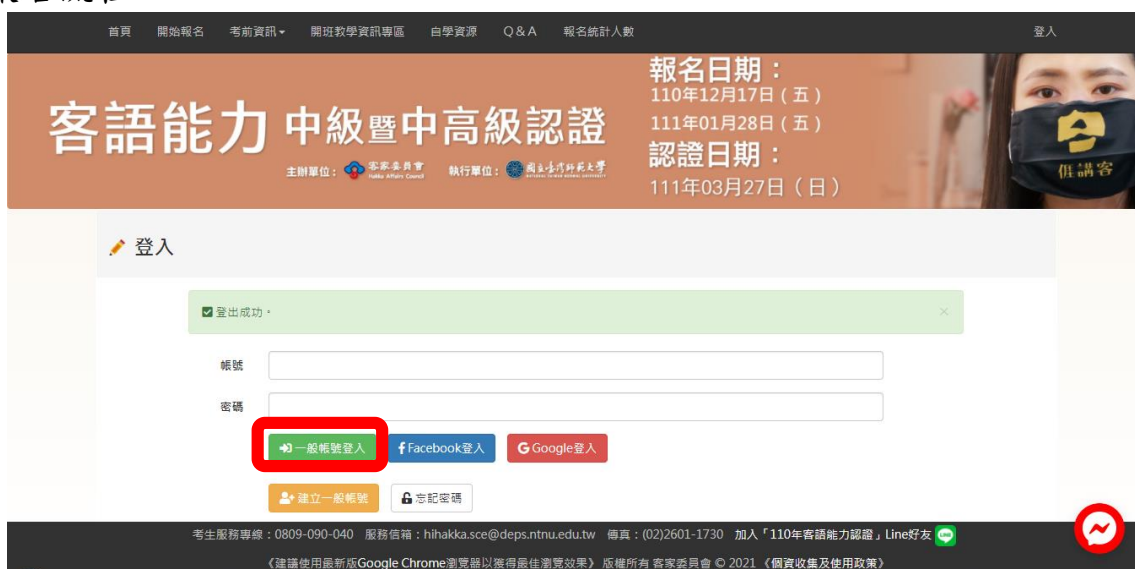 首頁 開始報名 考前資訊 開班教學資訊專區 自學資源 Q&A 報名統計人數 登入
客語能力 中級暨中高級認證
主辦單位: 客家委員會 Hakka Affairs Council 執行單位: 國立臺灣師範大學
報名日期:
110年12月17日(五)
111年01月28日(五)
認證日期:
111年03月27日(日)
𠊎講客
登入
登出成功。 ×
帳號
密碼
一般帳號登入 Facebook登入 Google登入
建立一般帳號 忘記密碼
考生服務專線:0809-090-040 服務信箱:hihakka.sce@deps.ntnu.edu.tw 傳真:(02)2601-1730 加入「110年客語能力認證」Line好友
《建議使用最新版Google Chrome瀏覽器以獲得最佳瀏覽效果》 版權所有 客家委員會 © 2021 《個資收集及使用政策》